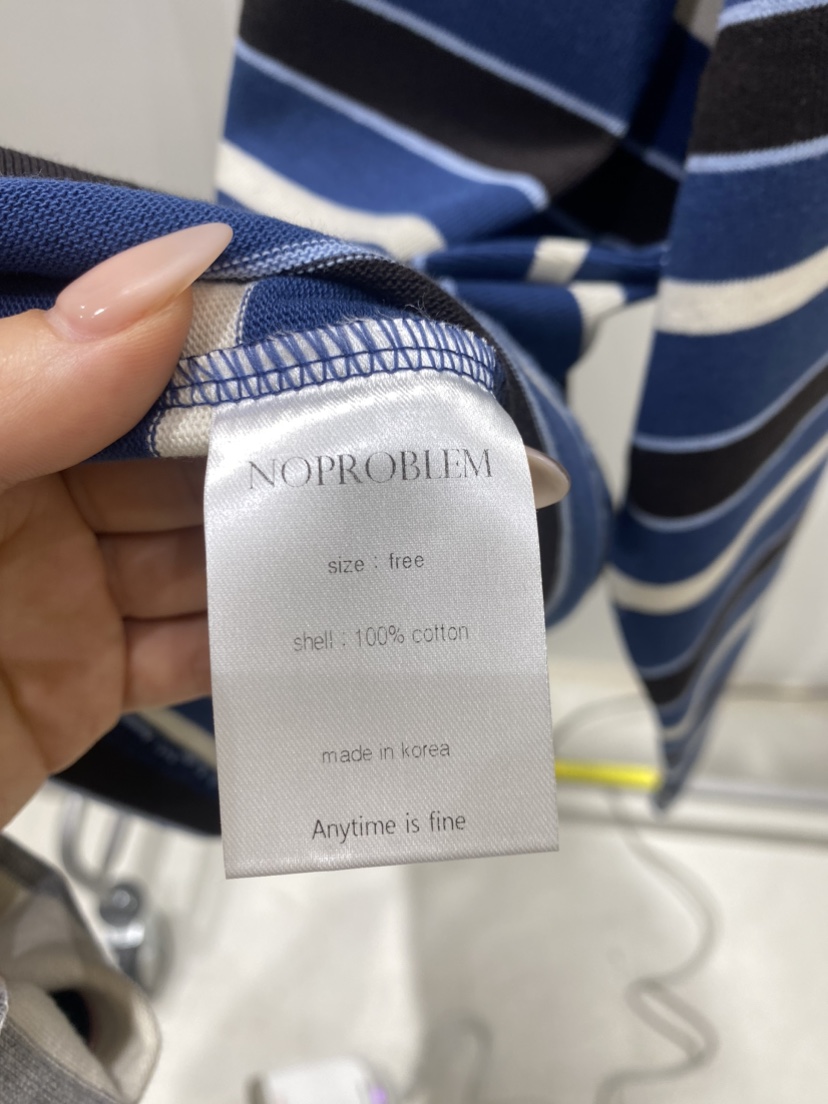 NOPROBLEM
size : free
shell : 100% cotton
made in korea
Anytime is fine